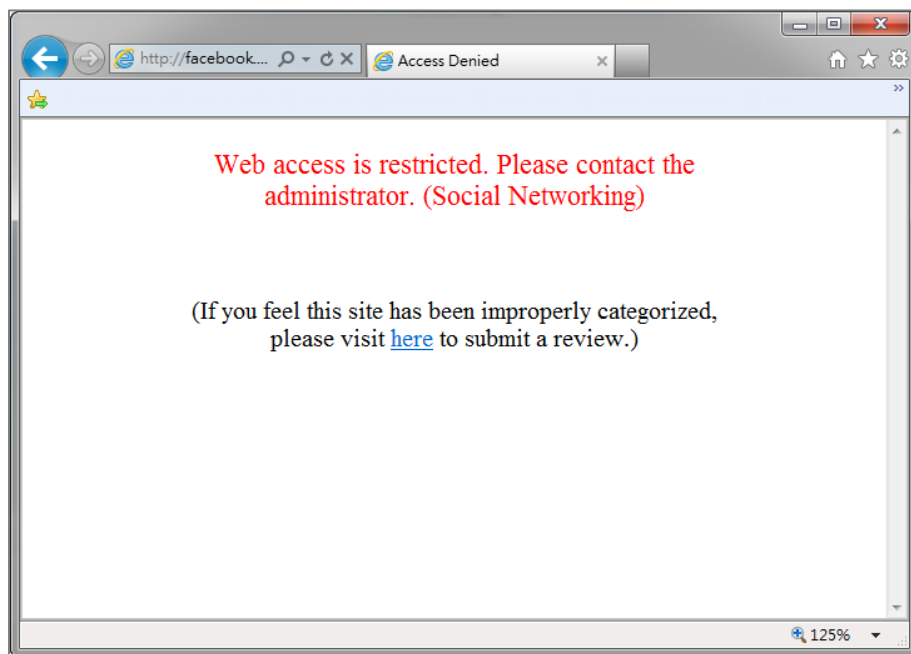 http://facebook....
Access Denied
Web access is restricted. Please contact the
administrator. (Social Networking)
(If you feel this site has been improperly categorized,
please visit here to submit a review.)
125%